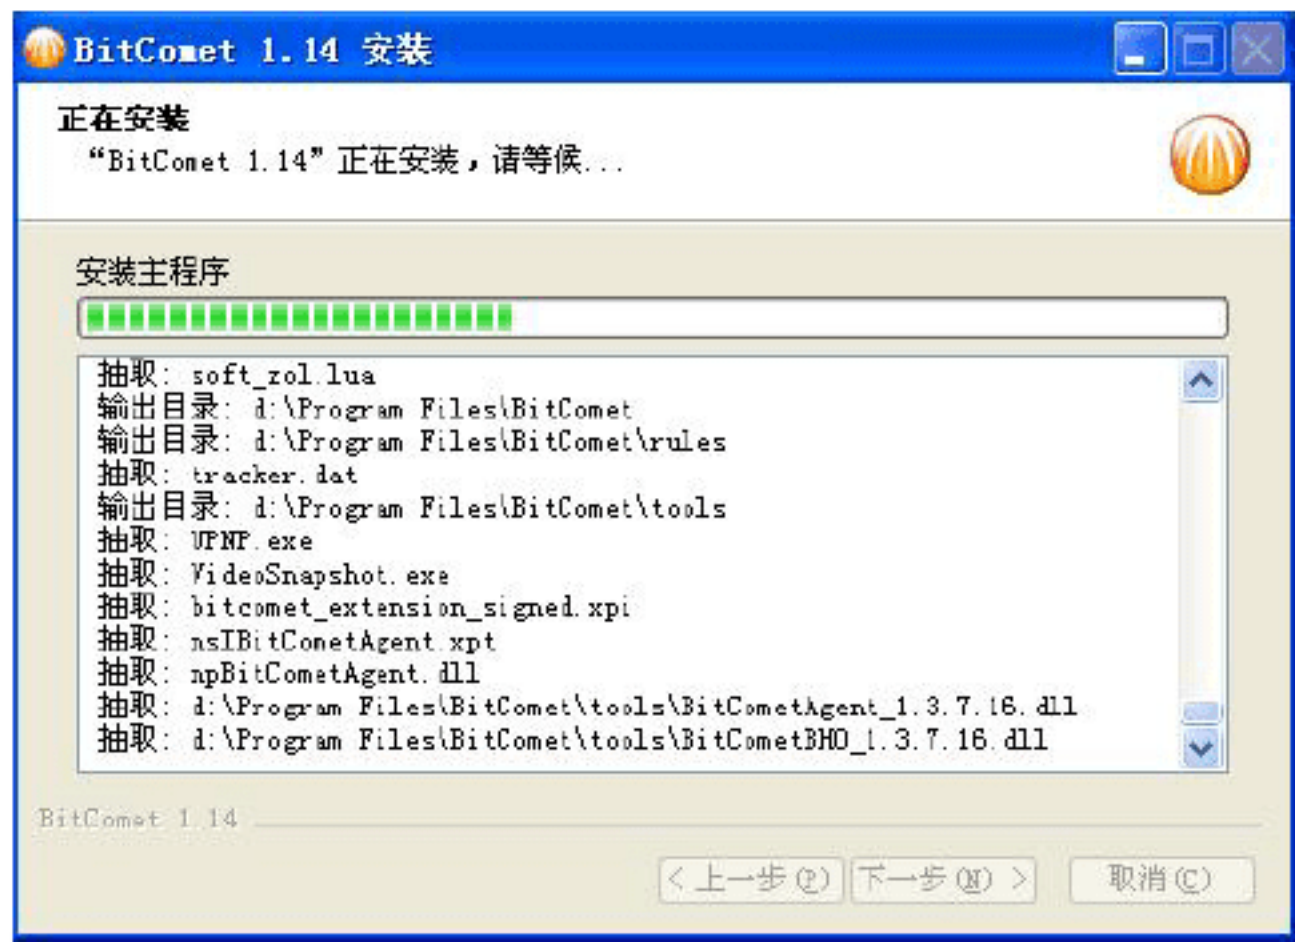 BitComet 1.14 安装
正在安装
“BitComet 1.14”正在安装，请等候...
安装主程序
抽取: soft_zol.lua
输出目录: d:\Program Files\BitComet
输出目录: d:\Program Files\BitComet\rules
抽取: tracker.dat
输出目录: d:\Program Files\BitComet\tools
抽取: UPNP.exe
抽取: VideoSnapshot.exe
抽取: bitcomet_extension_signed.xpi
抽取: nsIBitCometAgent.xpt
抽取: npBitCometAgent.dll
抽取: d:\Program Files\BitComet\tools\BitCometAgent_1.3.7.16.dll
抽取: d:\Program Files\BitComet\tools\BitCometBHO_1.3.7.16.dll
BitComet 1.14
< 上一步(P) 下一步(N) > 取消(C)